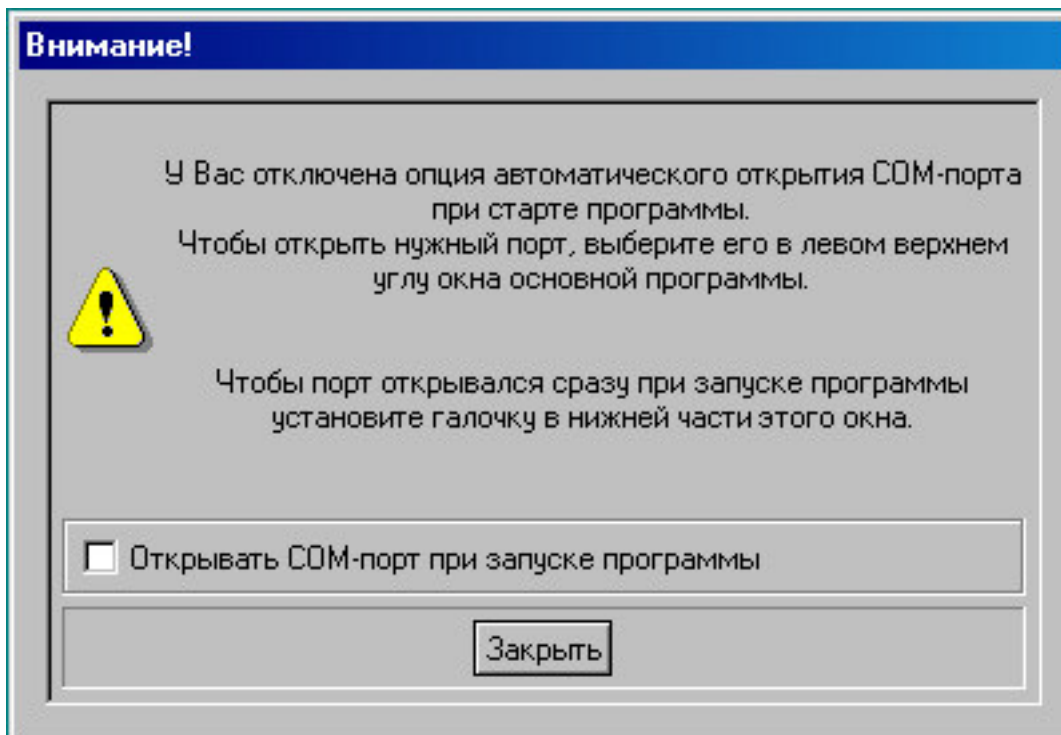 Внимание!
У Вас отключена опция автоматического открытия COM-порта
при старте программы.
Чтобы открыть нужный порт, выберите его в левом верхнем
углу окна основной программы.
Чтобы порт открывался сразу при запуске программы
установите галочку в нижней части этого окна.
Открывать COM-порт при запуске программы
Закрыть